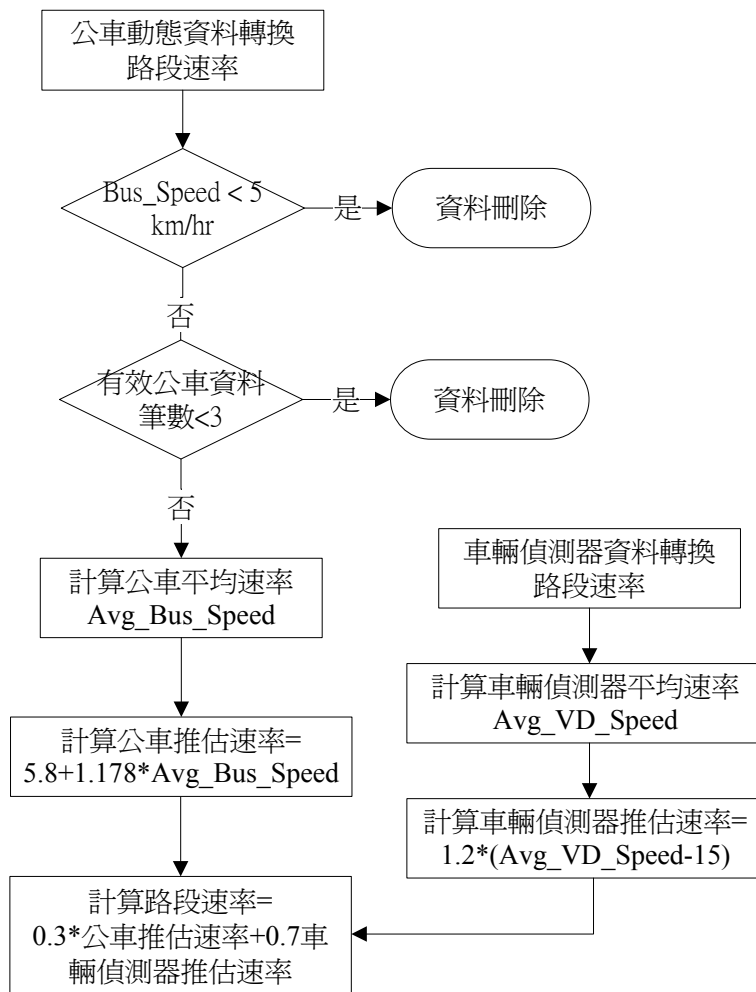 公車動態資料轉換
路段速率
Bus_Speed < 5
km/hr
是
資料刪除
否
有效公車資料
筆數<3
是
資料刪除
否
計算公車平均速率
Avg_Bus_Speed
計算公車推估速率=
5.8+1.178*Avg_Bus_Speed
車輛偵測器資料轉換
路段速率
計算車輛偵測器平均速率
Avg_VD_Speed
計算車輛偵測器推估速率=
1.2*(Avg_VD_Speed-15)
計算路段速率=
0.3*公車推估速率+0.7車
輛偵測器推估速率